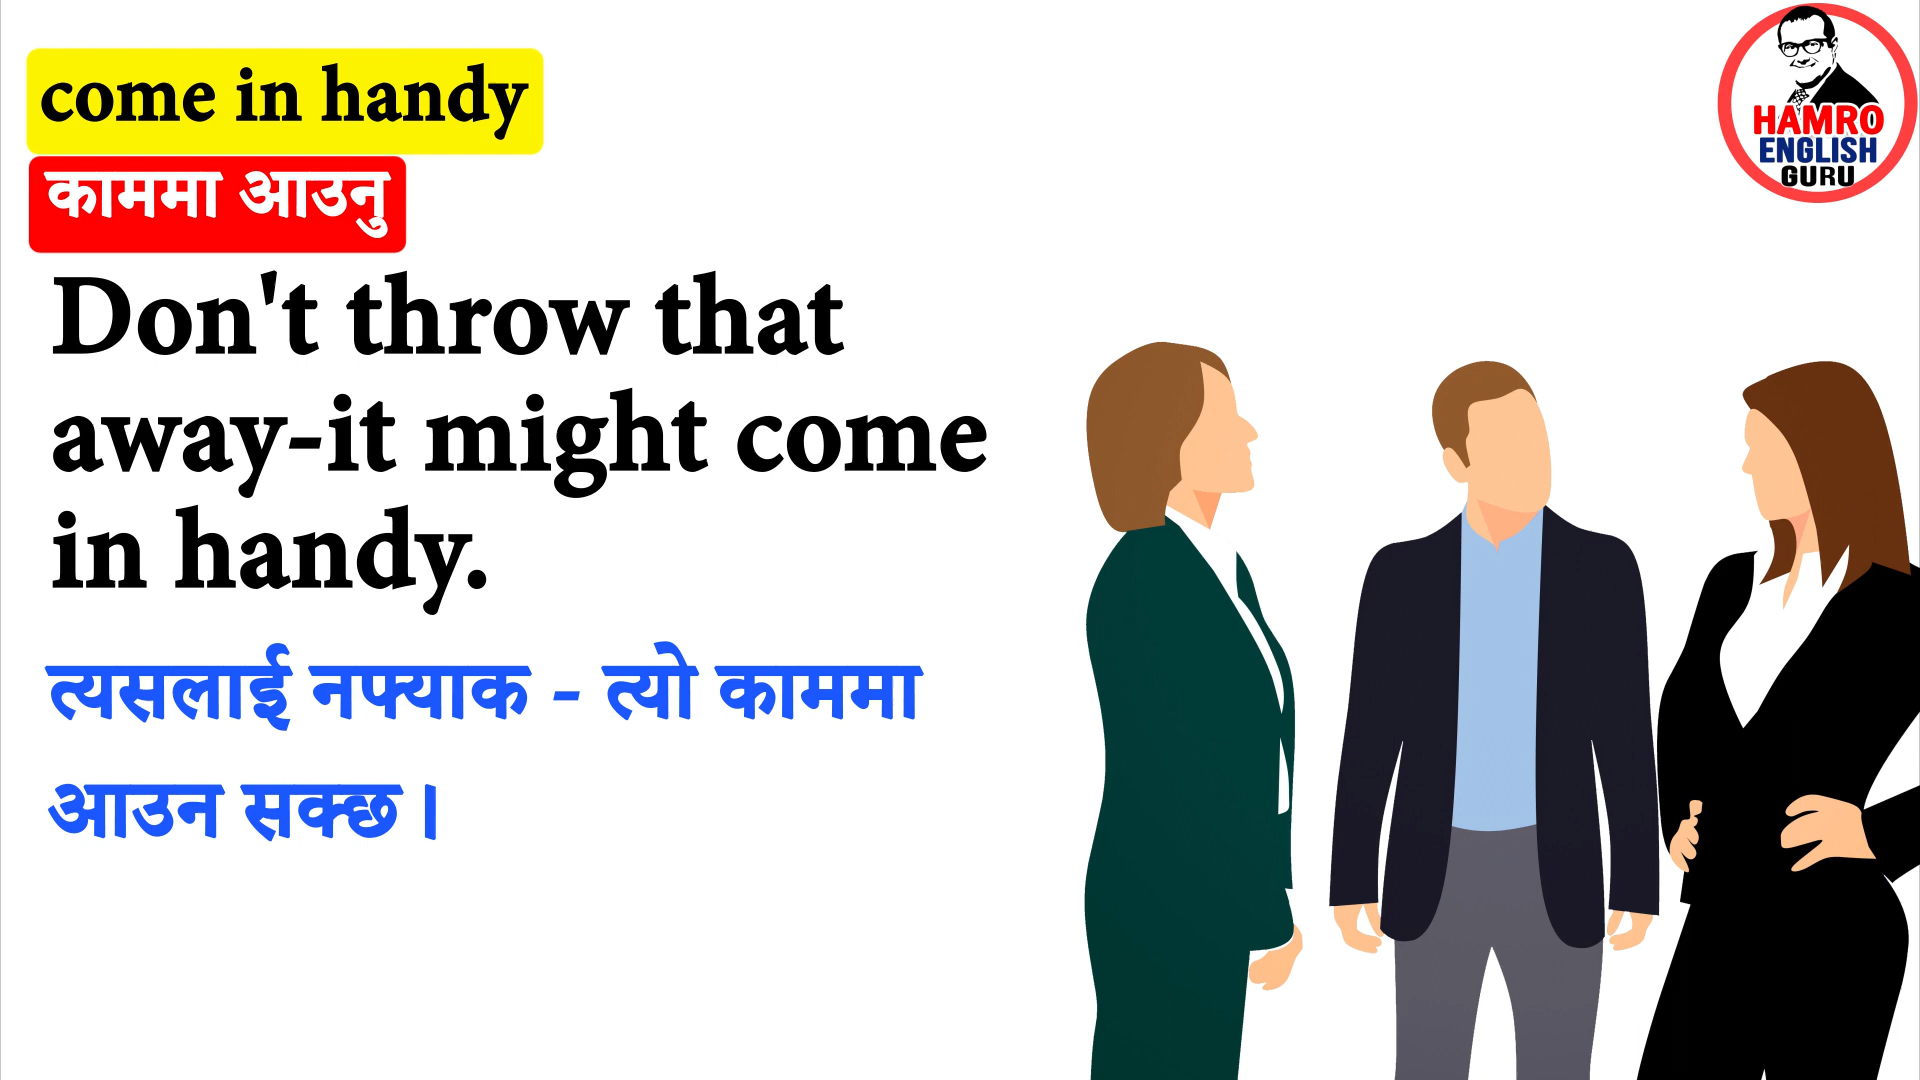 come in handy
काममा आउनु
Don't throw that
away-it might come
in handy.
त्यसलाई नफ्याक - त्यो काममा
आउन सक्छ।
HAMRO
ENGLISH
GURU